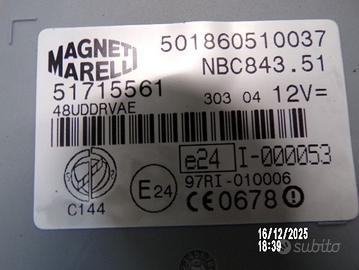 MAGNETI MARELLI
501860510037
NBC843.51
51715561
303 04 12V=
48UDDRVAE
e24 I-000053
97RI-010006
E24
CE0678
C144
16/12/2025
18:39
subito